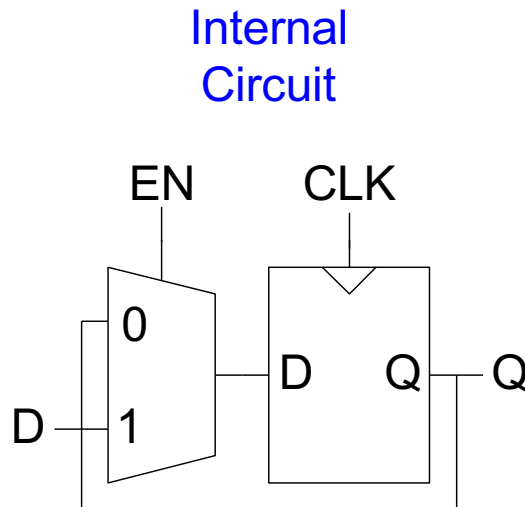 Internal
Circuit
EN CLK
0
D Q Q
D 1